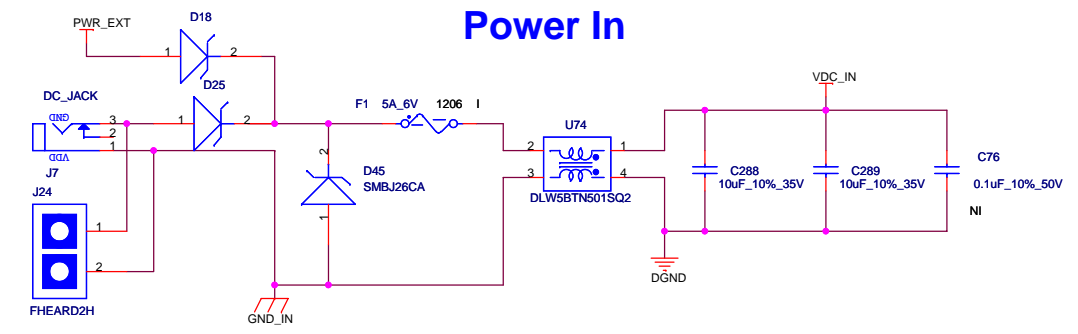 Power In
PWR_EXT
D18
1
2
D25
1
2
DC_JACK
GND
3
2
1
VDD
J7
J24
1
2
FHEARD2H
GND_IN
2
D45
SMBJ26CA
1
F1 5A_6V 1206 I
U74
2
1
3
4
DLW5BTN501SQ2
VDC_IN
C288
10uF_10%_35V
C289
10uF_10%_35V
C76
0.1uF_10%_50V
NI
DGND